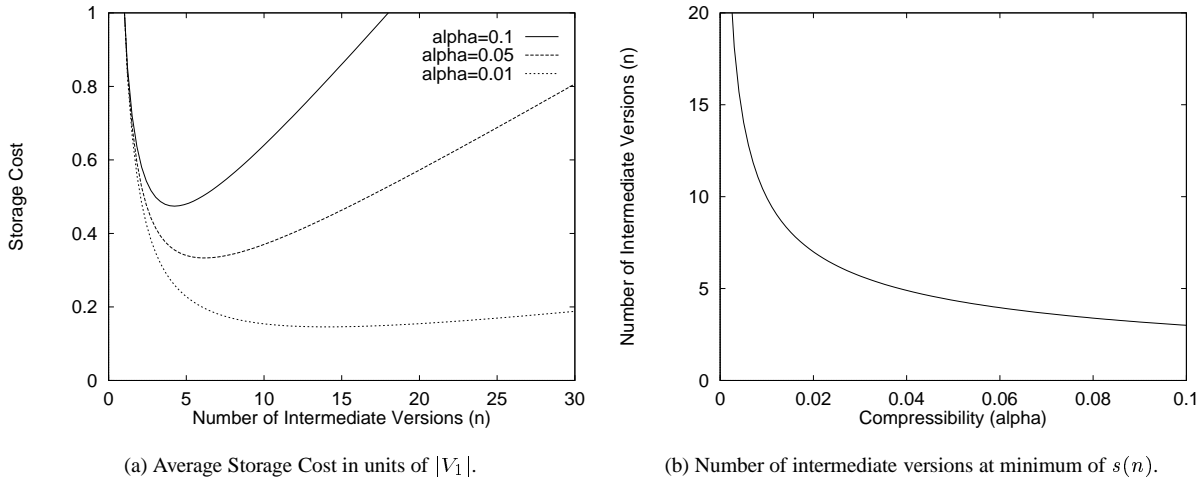 1
0.8
0.6
0.4
0.2
0
Storage Cost
alpha=0.1
alpha=0.05
alpha=0.01
0 5 10 15 20 25 30
Number of Intermediate Versions (n)
(a) Average Storage Cost in units of |V₁|.
20
15
10
5
0
Number of Intermediate Versions (n)
0 0.02 0.04 0.06 0.08 0.1
Compressibility (alpha)
(b) Number of intermediate versions at minimum of s(n).